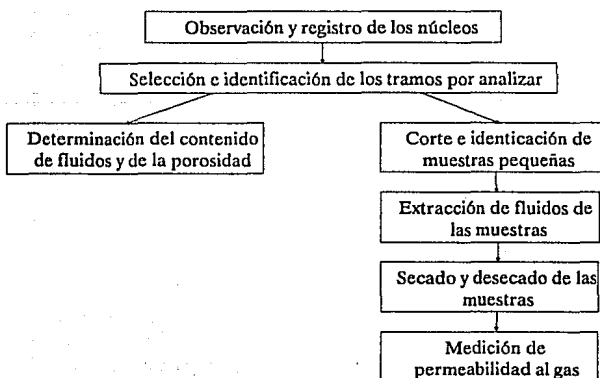 Observación y registro de los núcleos
Selección e identificación de los tramos por analizar
Determinación del contenido
de fluidos y de la porosidad
Corte e identicación de
muestras pequeñas
Extracción de fluidos de
las muestras
Secado y desecado de las
muestras
Medición de
permeabilidad al gas